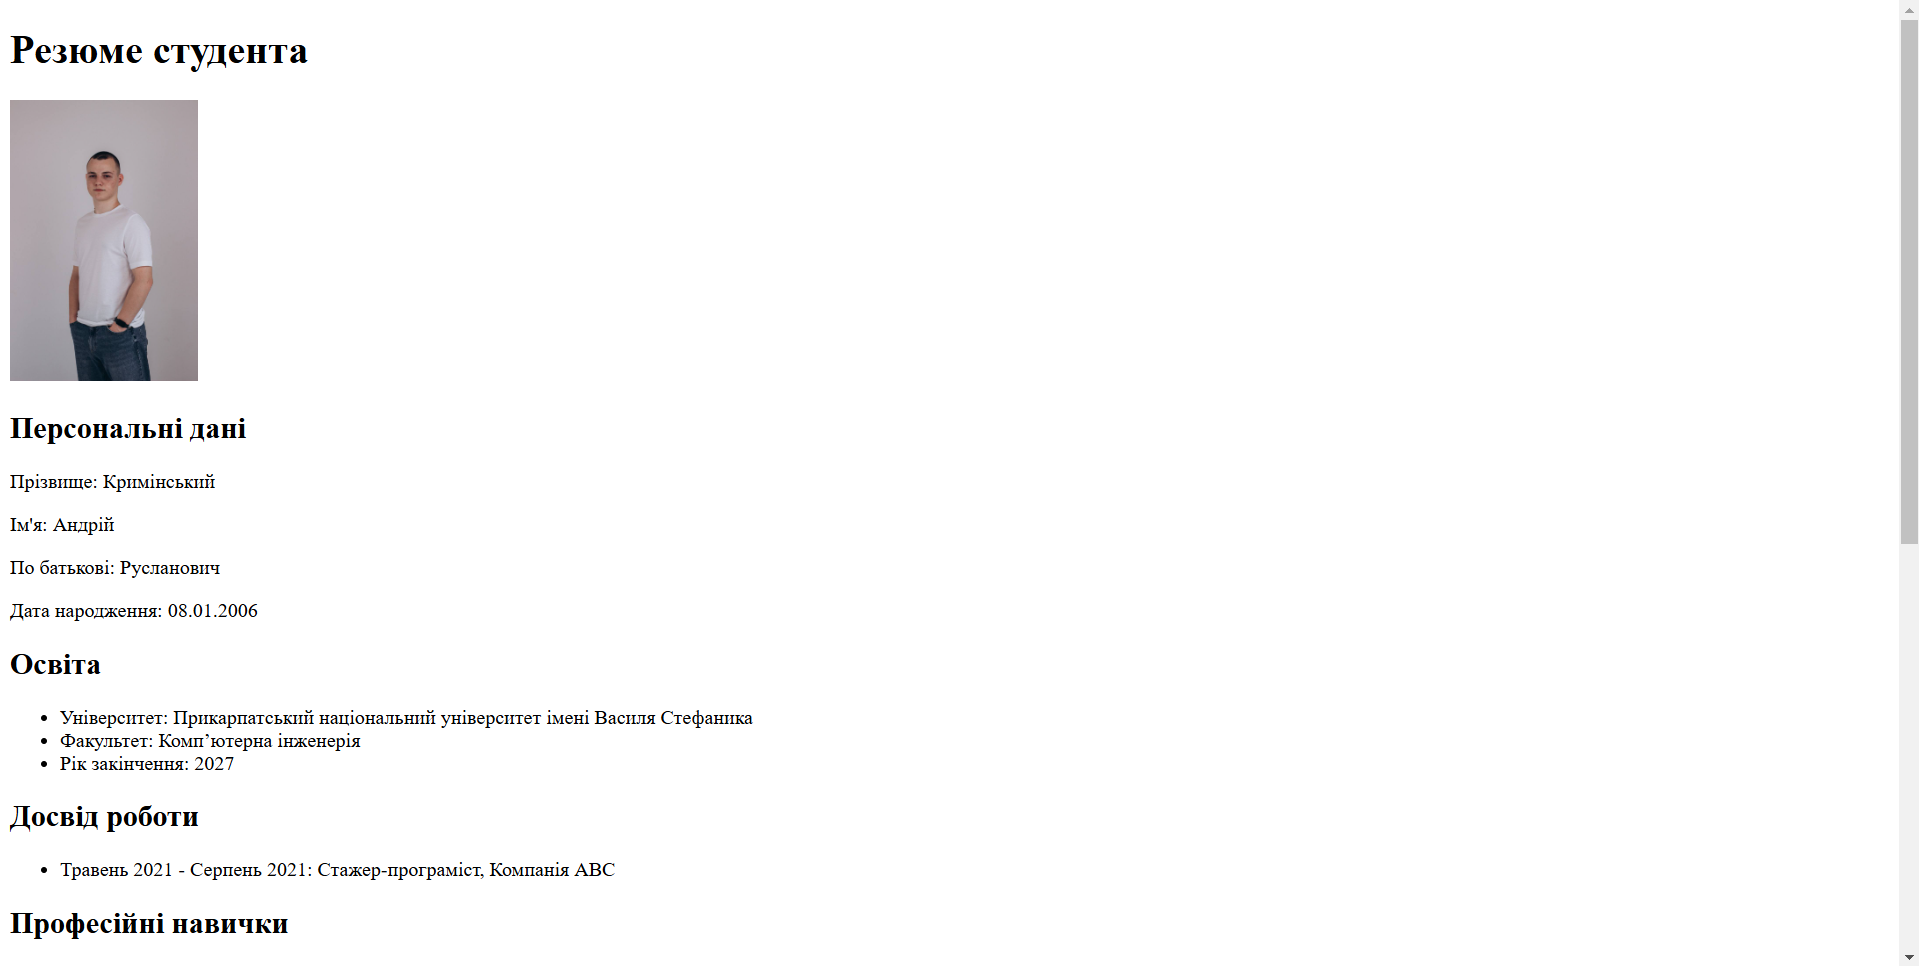 Резюме студента
Персональні дані
Прізвище: Кримінський
Ім'я: Андрій
По батькові: Русланович
Дата народження: 08.01.2006
Освіта
Університет: Прикарпатський національний університет імені Василя Стефаника
Факультет: Комп’ютерна інженерія
Рік закінчення: 2027
Досвід роботи
Травень 2021 - Серпень 2021: Стажер-програміст, Компанія ABC
Професійні навички